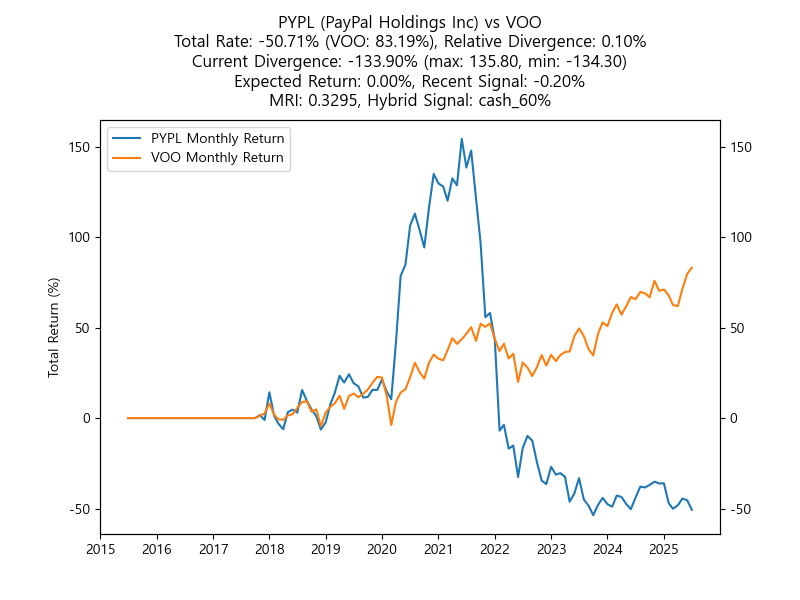 PYPL (PayPal Holdings Inc) vs VOO
Total Rate: -50.71% (VOO: 83.19%), Relative Divergence: 0.10%
Current Divergence: -133.90% (max: 135.80, min: -134.30)
Expected Return: 0.00%, Recent Signal: -0.20%
MRI: 0.3295, Hybrid Signal: cash_60%
PYPL Monthly Return
VOO Monthly Return
Total Return (%)
150
100
50
0
-50
150
100
50
0
-50
2015 2016 2017 2018 2019 2020 2021 2022 2023 2024 2025